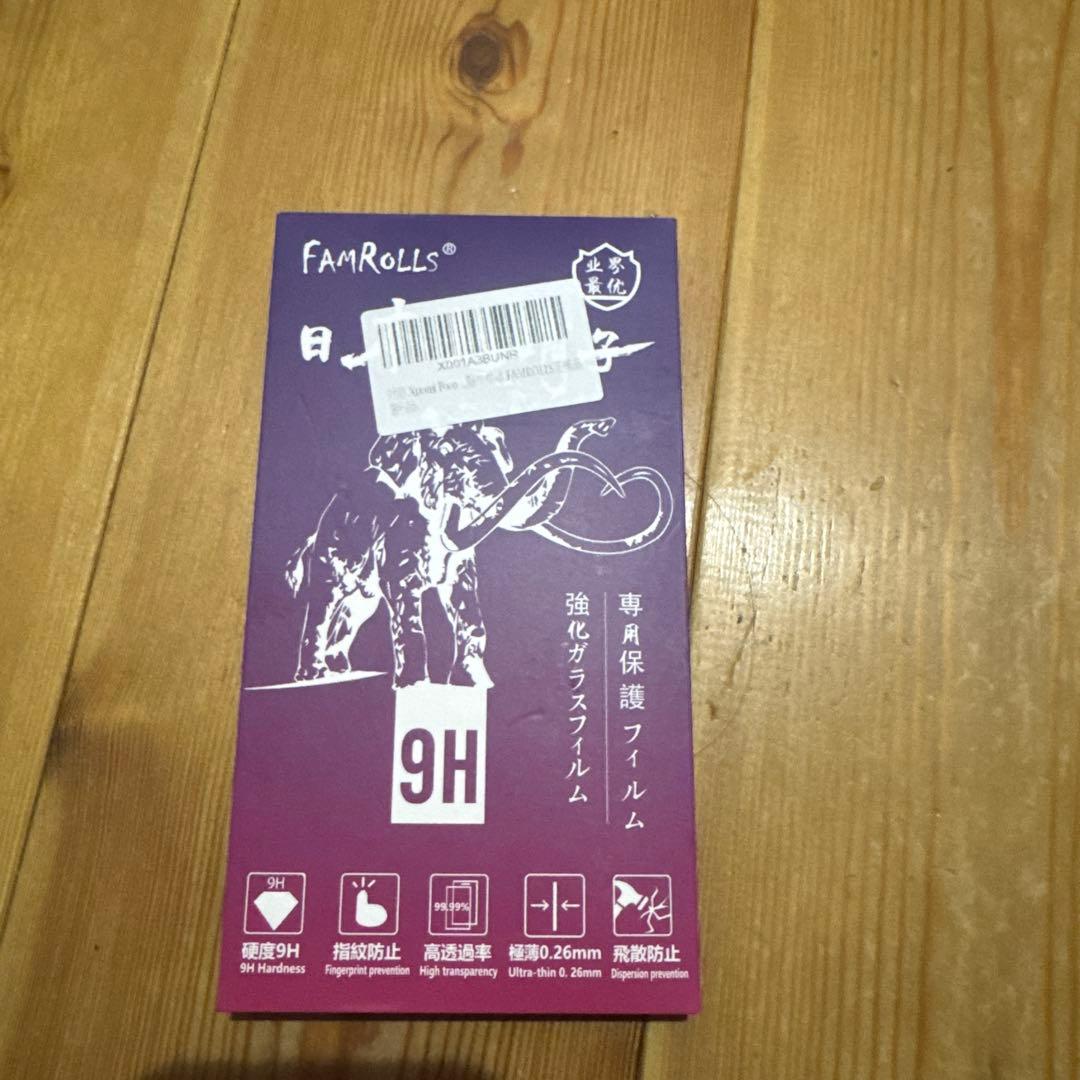 FAMROLLS®
业界
最优
日
X001A3BUNR
専用保護フィルム
強化ガラスフィルム
9H
9H
99.99%
硬度9H
9H Hardness
指紋防止
Fingerprint prevention
高透過率
High transparency
極薄0.26mm
Ultra-thin 0.26mm
飛散防止
Dispersion prevention